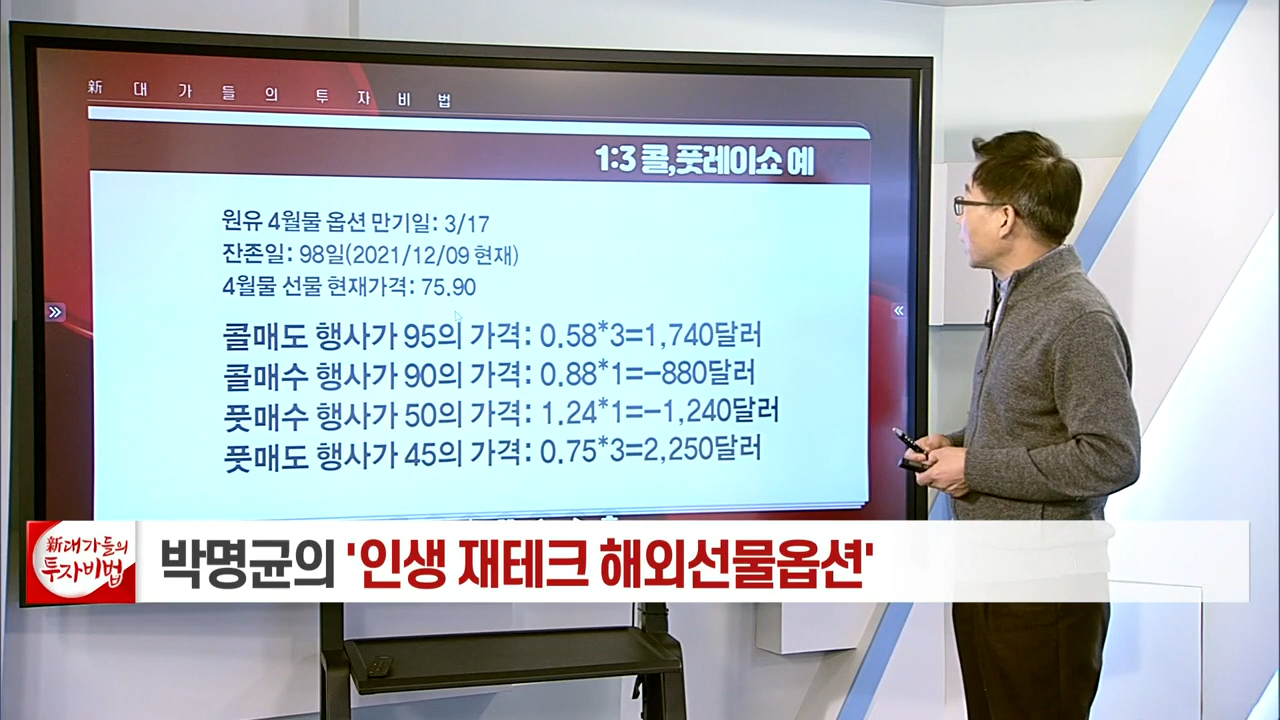 新 대 가 들 의 투 자 비 법
1:3 콜,풋레이쇼 예
원유 4월물 옵션 만기일: 3/17
잔존일: 98일(2021/12/09 현재)
4월물 선물 현재가격: 75.90
콜매도 행사가 95의 가격: 0.58*3=1,740달러
콜매수 행사가 90의 가격: 0.88*1=-880달러
풋매수 행사가 50의 가격: 1.24*1=-1,240달러
풋매도 행사가 45의 가격: 0.75*3=2,250달러
新대가들의
투자비법
박명균의 '인생 재테크 해외선물옵션'